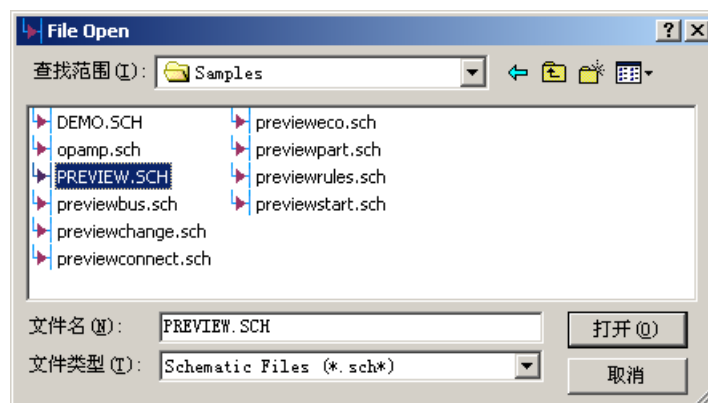 File Open
查找范围(I): Samples
DEMO.SCH
opamp.sch
PREVIEW.SCH
previewbus.sch
previewchange.sch
previewconnect.sch
previeweco.sch
previewpart.sch
previewrules.sch
previewstart.sch
文件名(N): PREVIEW.SCH
打开(O)
文件类型(T): Schematic Files (*.sch*)
取消